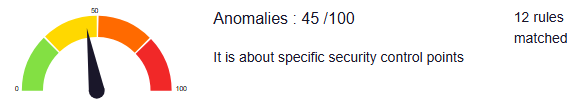 50
0
100
Anomalies : 45 /100
It is about specific security control points
12 rules
matched